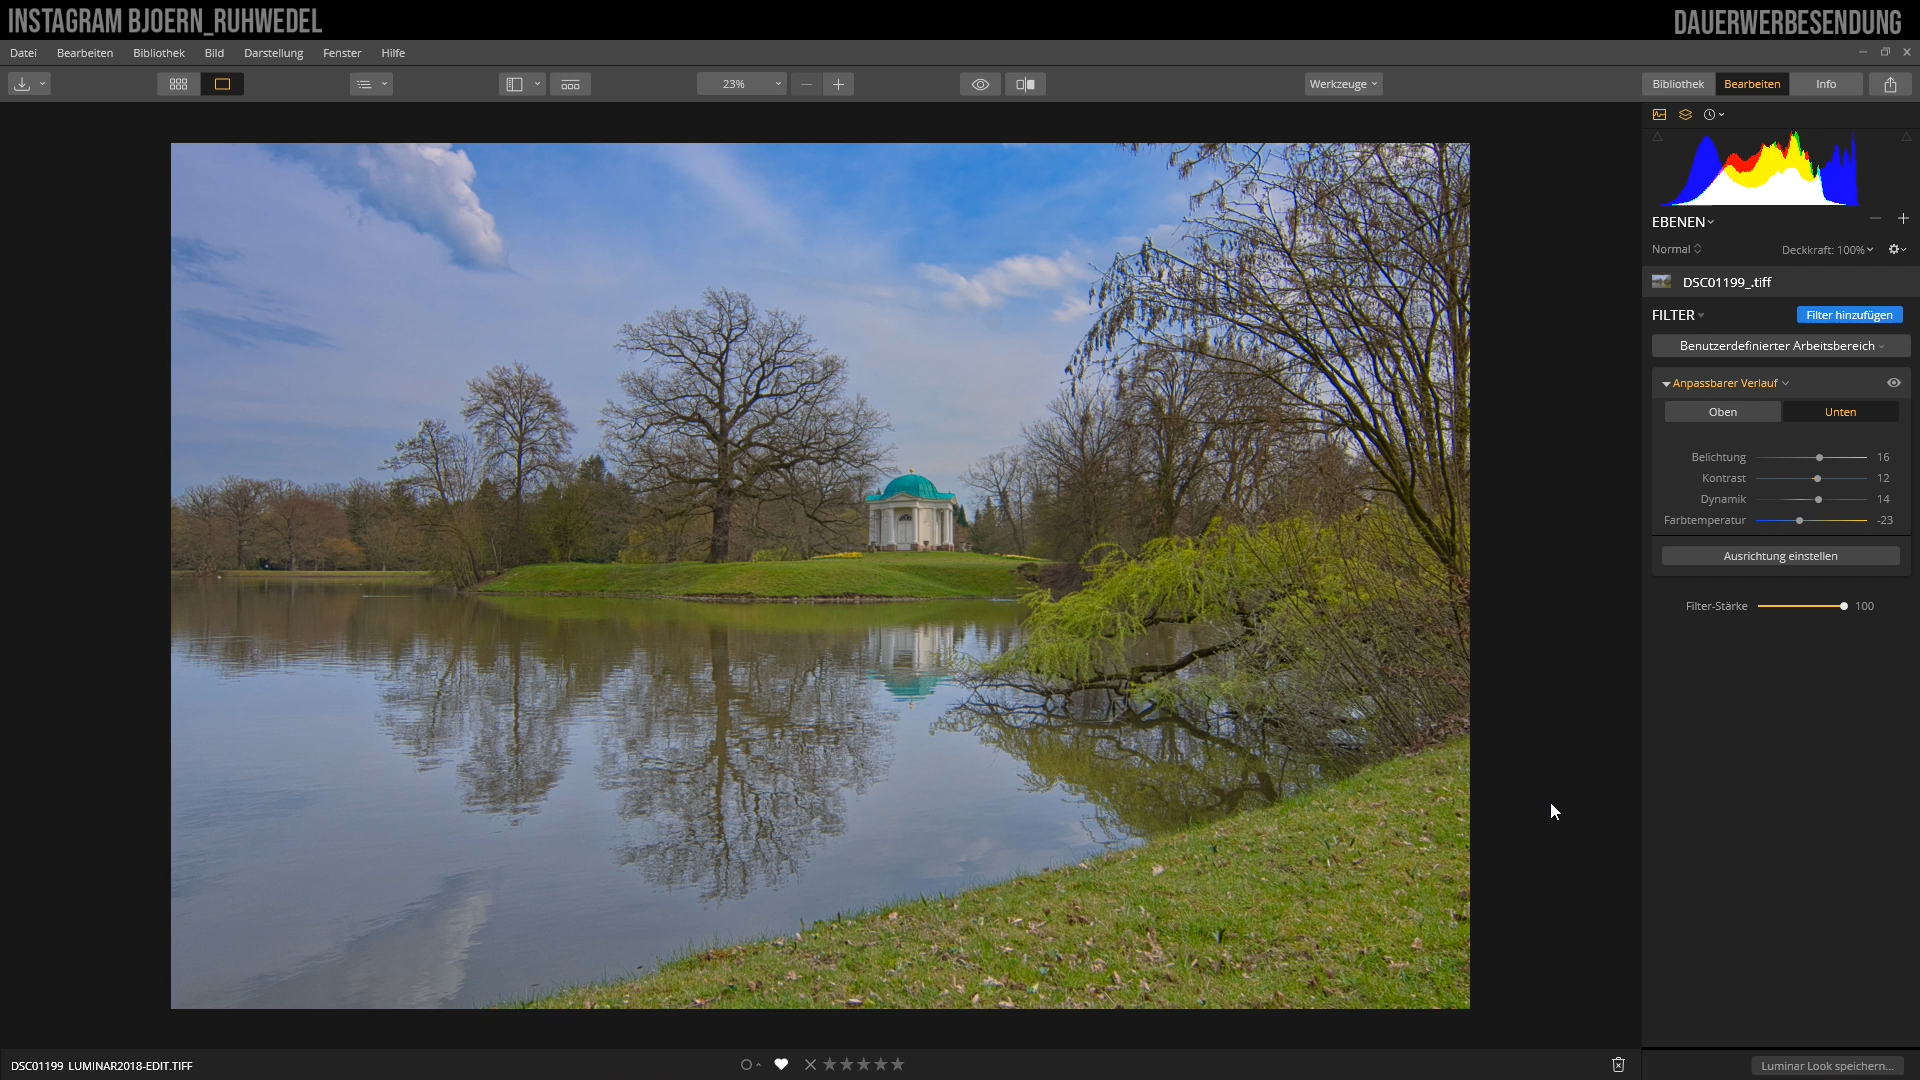 INSTAGRAM BJOERN_RUHWEDEL
DAUERWERBESENDUNG
Datei Bearbeiten Bibliothek Bild Darstellung Fenster Hilfe
23%
Werkzeuge
Bibliothek Bearbeiten Info
EBENEN
Normal Deckkraft: 100%
DSC01199_.tiff
FILTER Filter hinzufügen
Benutzerdefinierter Arbeitsbereich
Anpassbarer Verlauf
Oben Unten
Belichtung 16
Kontrast 12
Dynamik 14
Farbtemperatur -23
Ausrichtung einstellen
Filter-Stärke 100
DSC01199 LUMINAR2018-EDIT.TIFF
Luminar Look speichern...